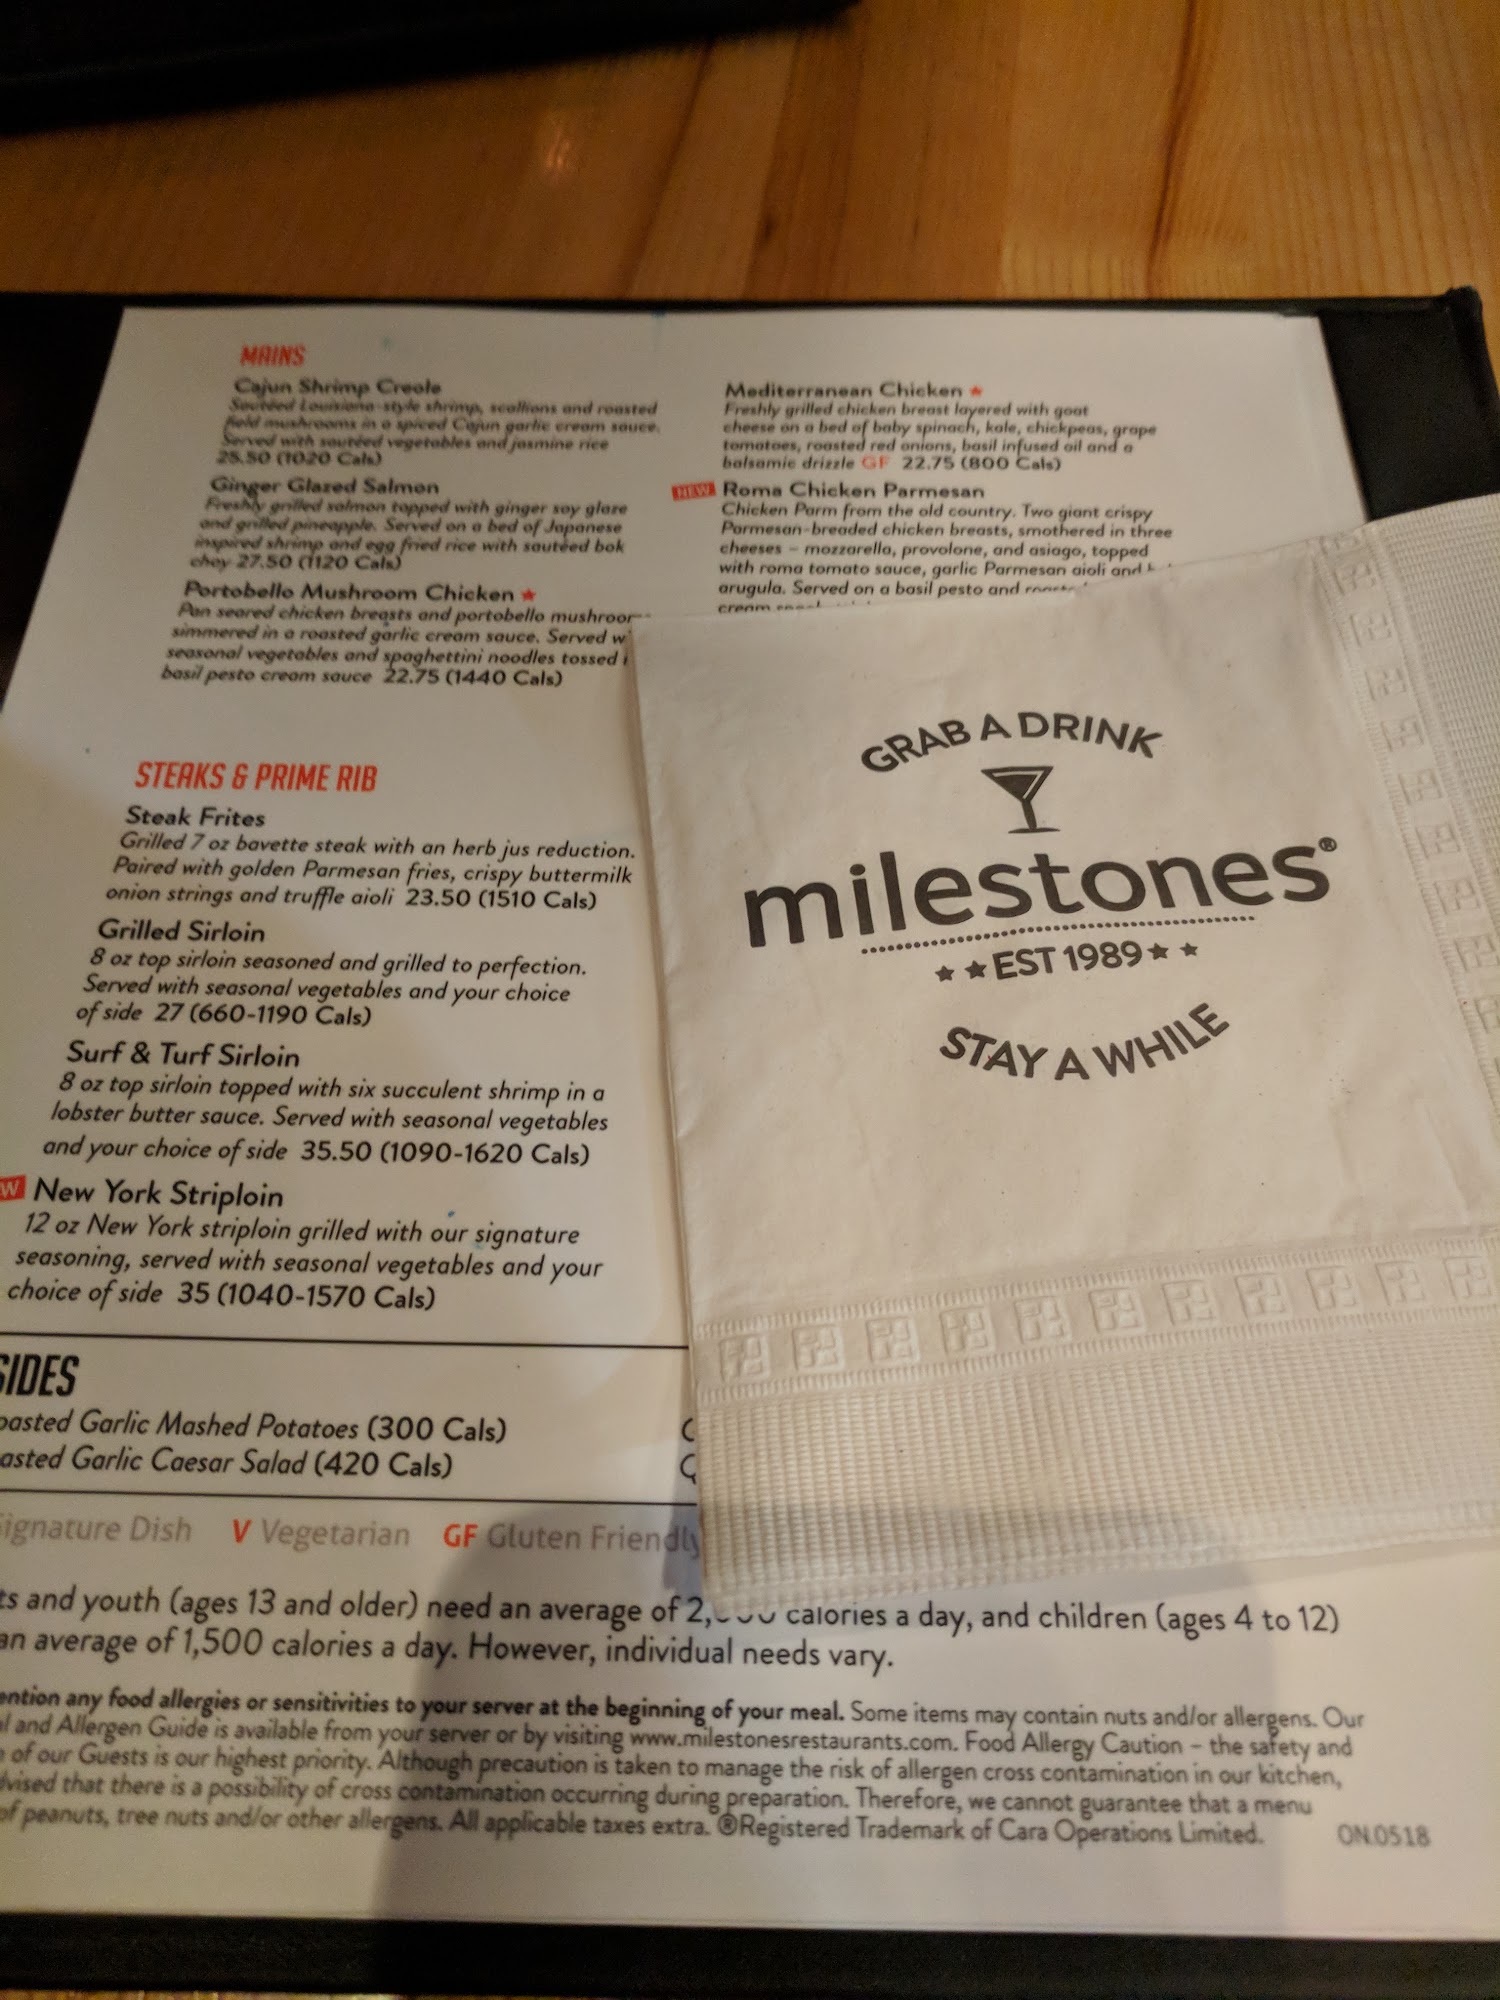 MAINS
Cajun Shrimp Creole
Sautéed Louisiana-style shrimp, scallions and roasted
field mushrooms in a spiced Cajun garlic cream sauce.
Served with sautéed vegetables and jasmine rice
25.50 (1020 Cals)
Ginger Glazed Salmon
Freshly grilled salmon topped with ginger soy glaze
and grilled pineapple. Served on a bed of Japanese
inspired shrimp and egg fried rice with sautéed bok
choy 27.50 (1120 Cals)
Portobello Mushroom Chicken ★
Pan seared chicken breasts and portobello mushroom
simmered in a roasted garlic cream sauce. Served
seasonal vegetables and spaghettini noodles tossed
basil pesto cream sauce 22.75 (1440 Cals)
Mediterranean Chicken ★
Freshly grilled chicken breast layered with goat
cheese on a bed of baby spinach, kale, chickpeas, grape
tomatoes, roasted red onions, basil infused oil and a
balsamic drizzle GF 22.75 (800 Cals)
NEW Roma Chicken Parmesan
Chicken Parm from the old country. Two giant crispy
Parmesan-breaded chicken breasts, smothered in three
cheeses – mozzarella, provolone, and asiago, topped
with roma tomato sauce, garlic Parmesan aioli and
arugula. Served on a basil pesto and
cream
STEAKS & PRIME RIB
Steak Frites
Grilled 7 oz bavette steak with an herb jus reduction.
Paired with golden Parmesan fries, crispy buttermilk
onion strings and truffle aioli 23.50 (1510 Cals)
Grilled Sirloin
8 oz top sirloin seasoned and grilled to perfection.
Served with seasonal vegetables and your choice
of side 27 (660-1190 Cals)
Surf & Turf Sirloin
8 oz top sirloin topped with six succulent shrimp in a
lobster butter sauce. Served with seasonal vegetables
and your choice of side 35.50 (1090-1620 Cals)
W New York Striploin
12 oz New York striploin grilled with our signature
seasoning, served with seasonal vegetables and your
choice of side 35 (1040-1570 Cals)
SIDES
oasted Garlic Mashed Potatoes (300 Cals)
asted Garlic Caesar Salad (420 Cals)
Signature Dish V Vegetarian GF Gluten Friendly
ts and youth (ages 13 and older) need an average of calories a day, and children (ages 4 to 12)
an average of 1,500 calories a day. However, individual needs vary.
ention any food allergies or sensitivities to your server at the beginning of your meal. Some items may contain nuts and/or allergens. Our
l and Allergen Guide is available from your server or by visiting www.milestonesrestaurants.com. Food Allergy Caution – the safety and
of our Guests is our highest priority. Although precaution is taken to manage the risk of allergen cross contamination in our kitchen,
dvised that there is a possibility of cross contamination occurring during preparation. Therefore, we cannot guarantee that a menu
of peanuts, tree nuts and/or other allergens. All applicable taxes extra. ®Registered Trademark of Cara Operations Limited.
ON.0518
GRAB A DRINK
milestones®
★ ★ EST 1989 ★ ★
STAY A WHILE